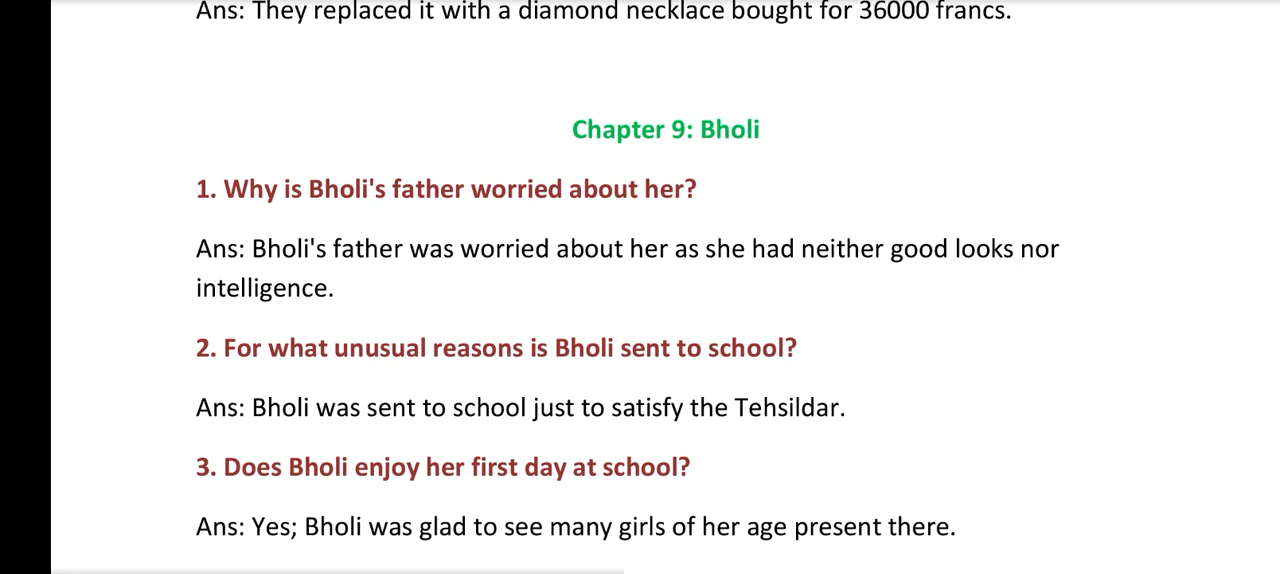 Ans: They replaced it with a diamond necklace bought for 36000 francs.
Chapter 9: Bholi
1. Why is Bholi's father worried about her?
Ans: Bholi's father was worried about her as she had neither good looks nor
intelligence.
2. For what unusual reasons is Bholi sent to school?
Ans: Bholi was sent to school just to satisfy the Tehsildar.
3. Does Bholi enjoy her first day at school?
Ans: Yes; Bholi was glad to see many girls of her age present there.